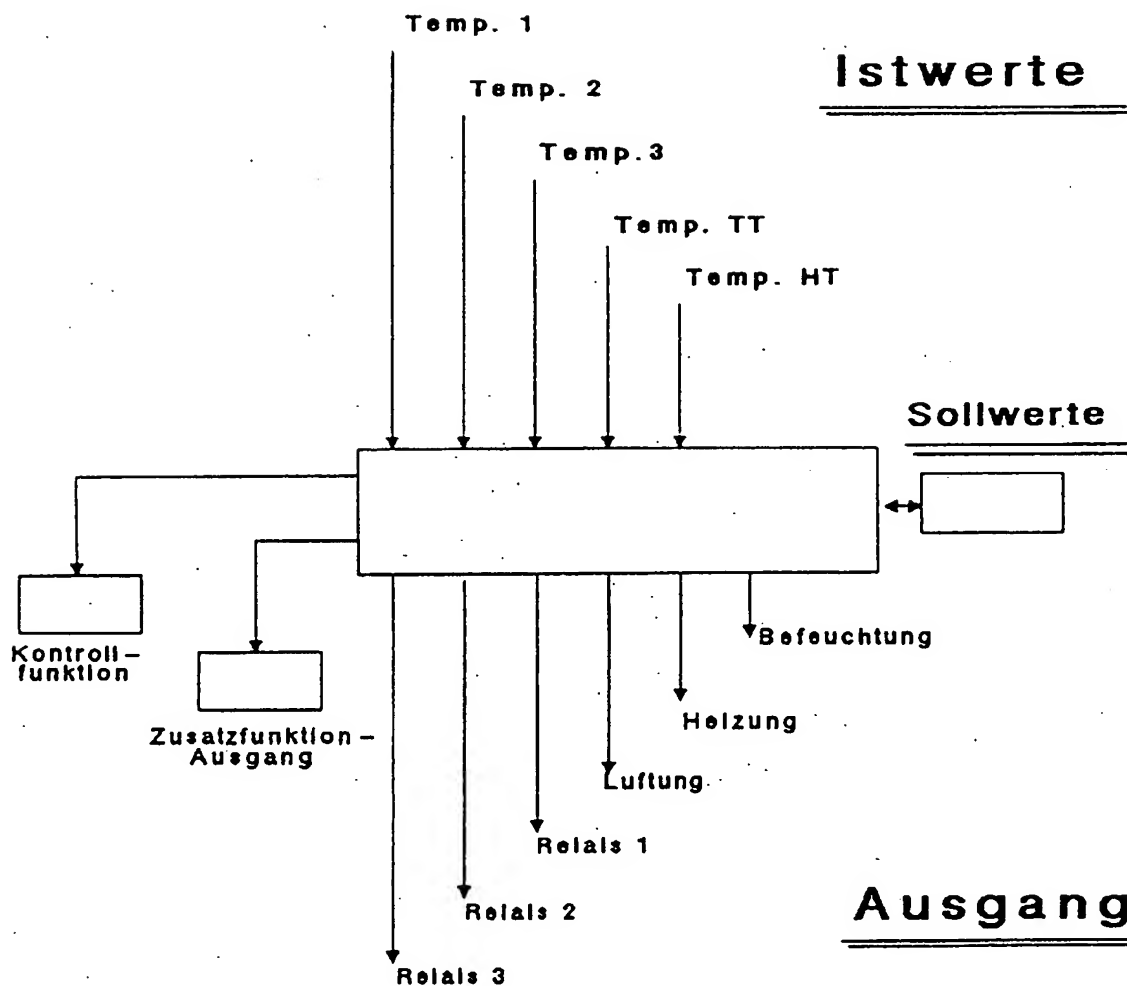 Temp. 1
Istwerte
Temp. 2
Temp.3
Temp. TT
Temp. HT
Sollwerte
Befeuchtung
Kontroll-
funktion
Heizung
Zusatzfunktion-
Ausgang
Luftung
Relais 1
Relais 2
Ausgang
Relais 3